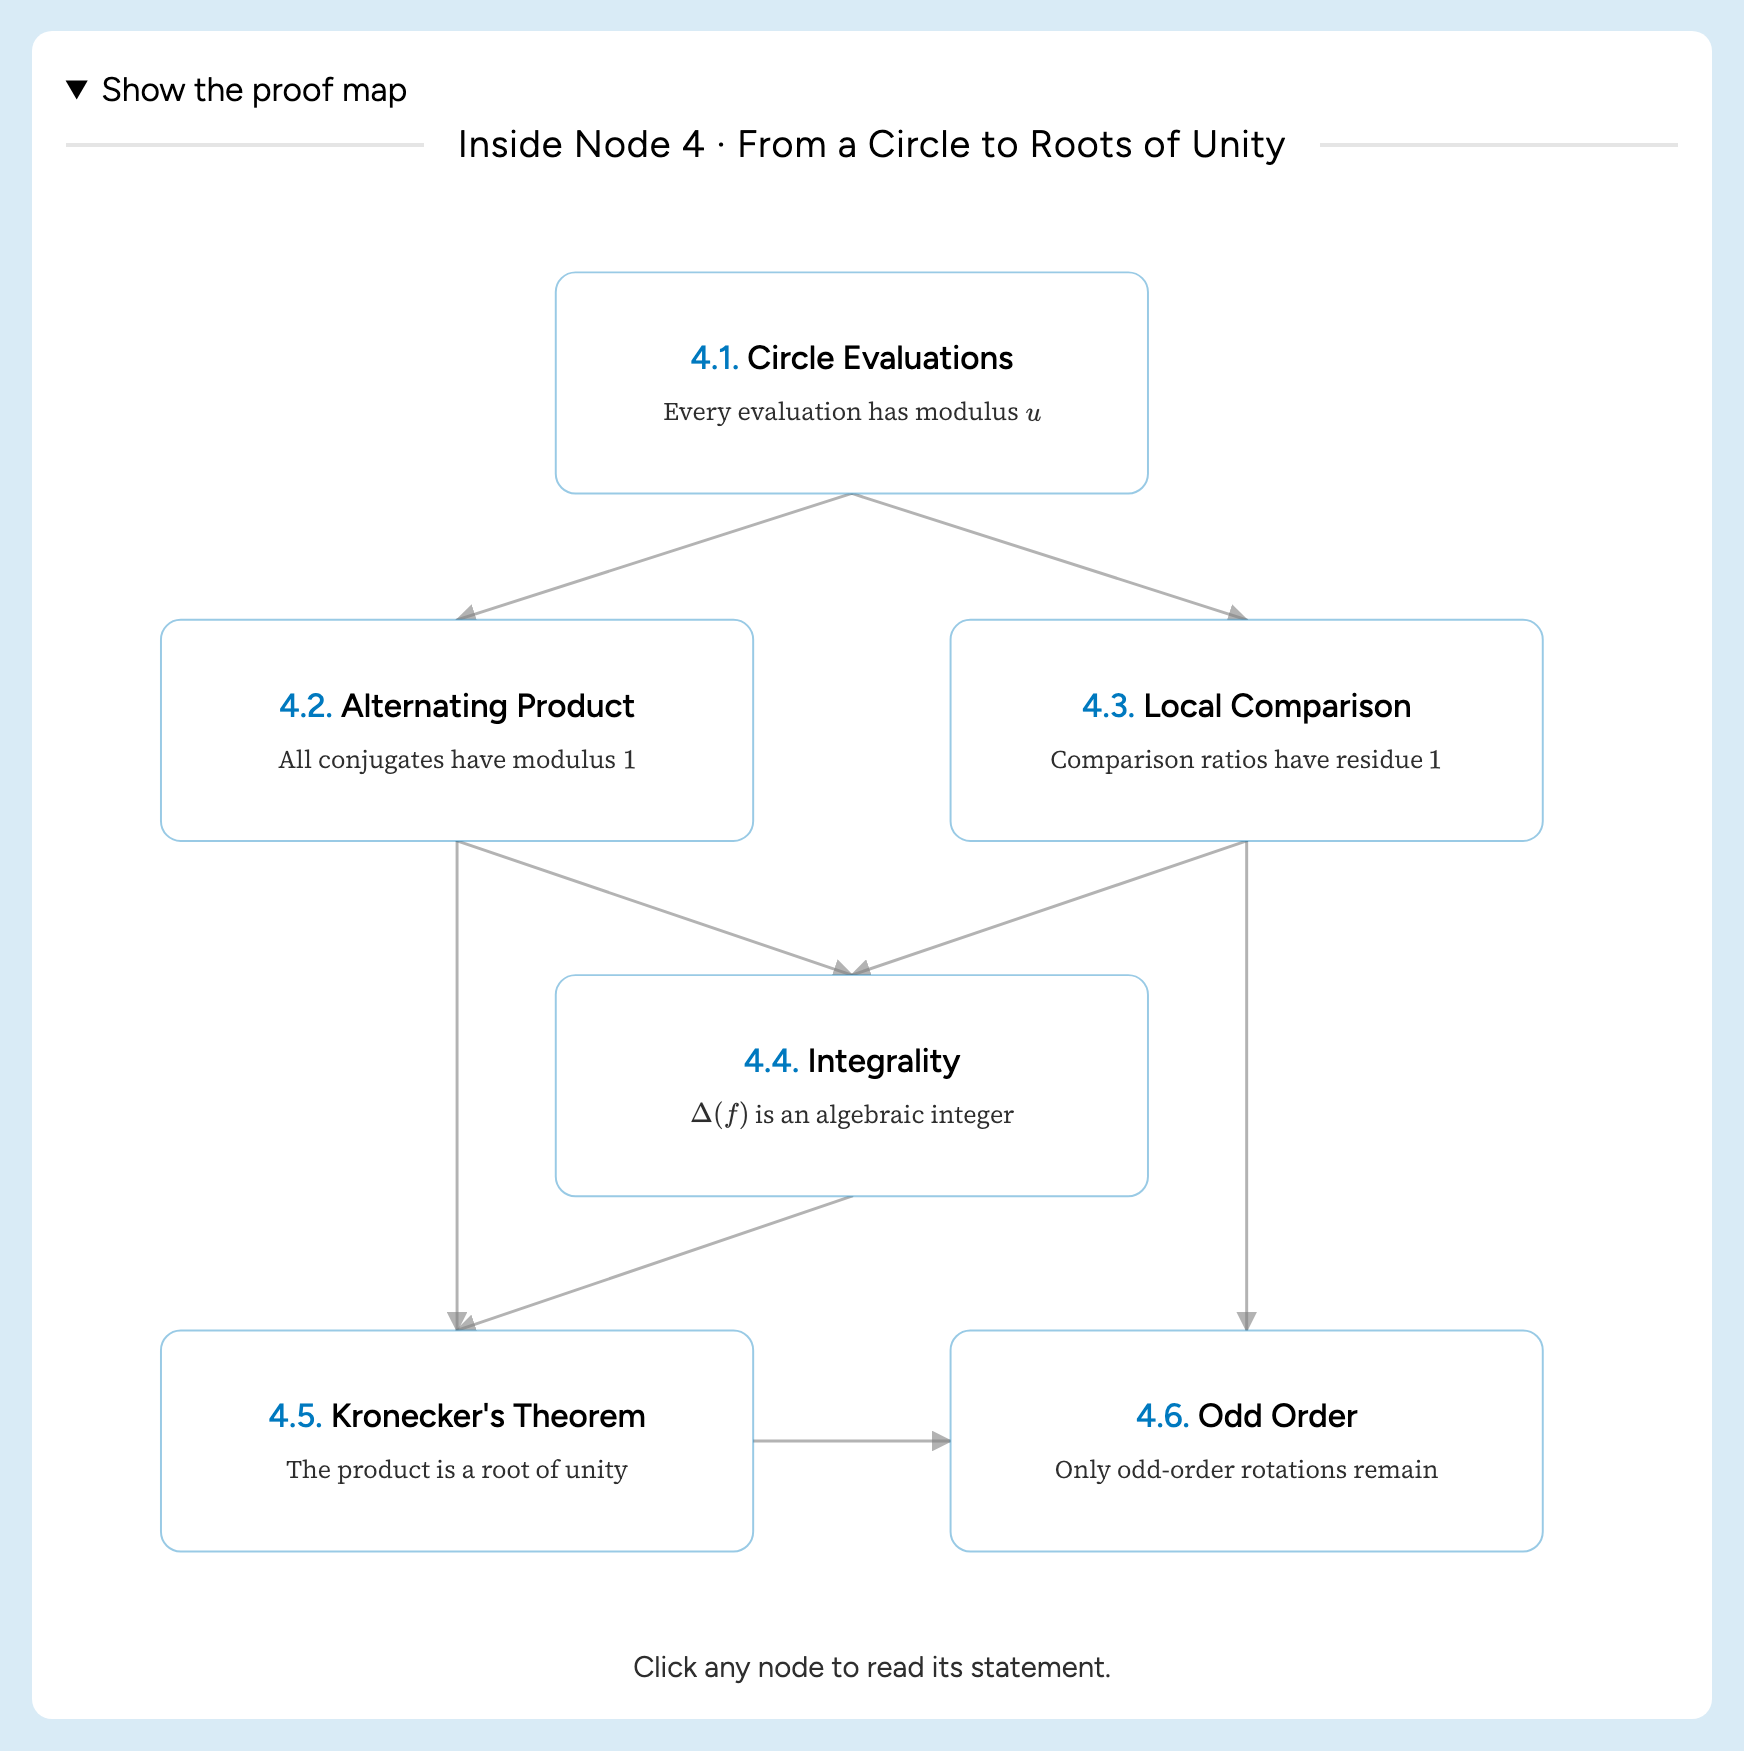 ▼ Show the proof map
Inside Node 4 · From a Circle to Roots of Unity
4.1. Circle Evaluations
Every evaluation has modulus u
4.2. Alternating Product
All conjugates have modulus 1
4.3. Local Comparison
Comparison ratios have residue 1
4.4. Integrality
Δ(f) is an algebraic integer
4.5. Kronecker's Theorem
The product is a root of unity
4.6. Odd Order
Only odd-order rotations remain
Click any node to read its statement.